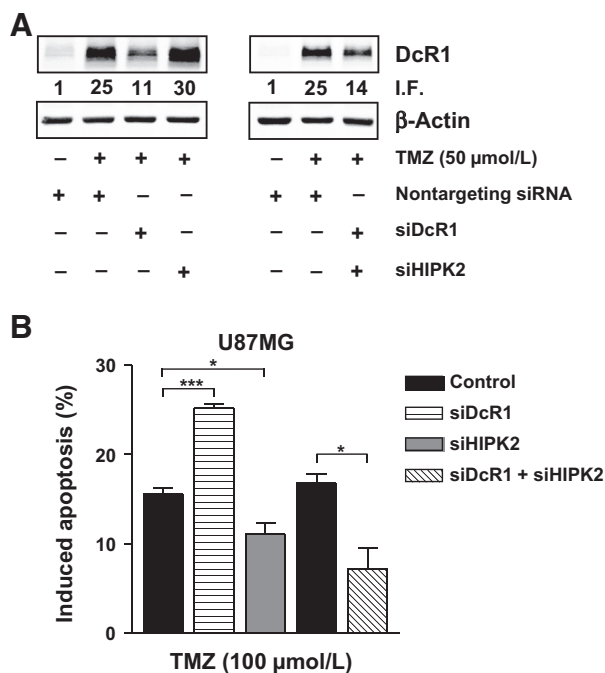 A
DcR1
1 25 11 30 1 25 14 I.F.
β-Actin
– + + + – + + TMZ (50 µmol/L)
+ + – – + + – Nontargeting siRNA
– – + – – – + siDcR1
– – – + – – + siHIPK2
B
U87MG
Induced apoptosis (%)
30
20
10
0
*
***
*
Control
siDcR1
siHIPK2
siDcR1 + siHIPK2
TMZ (100 µmol/L)